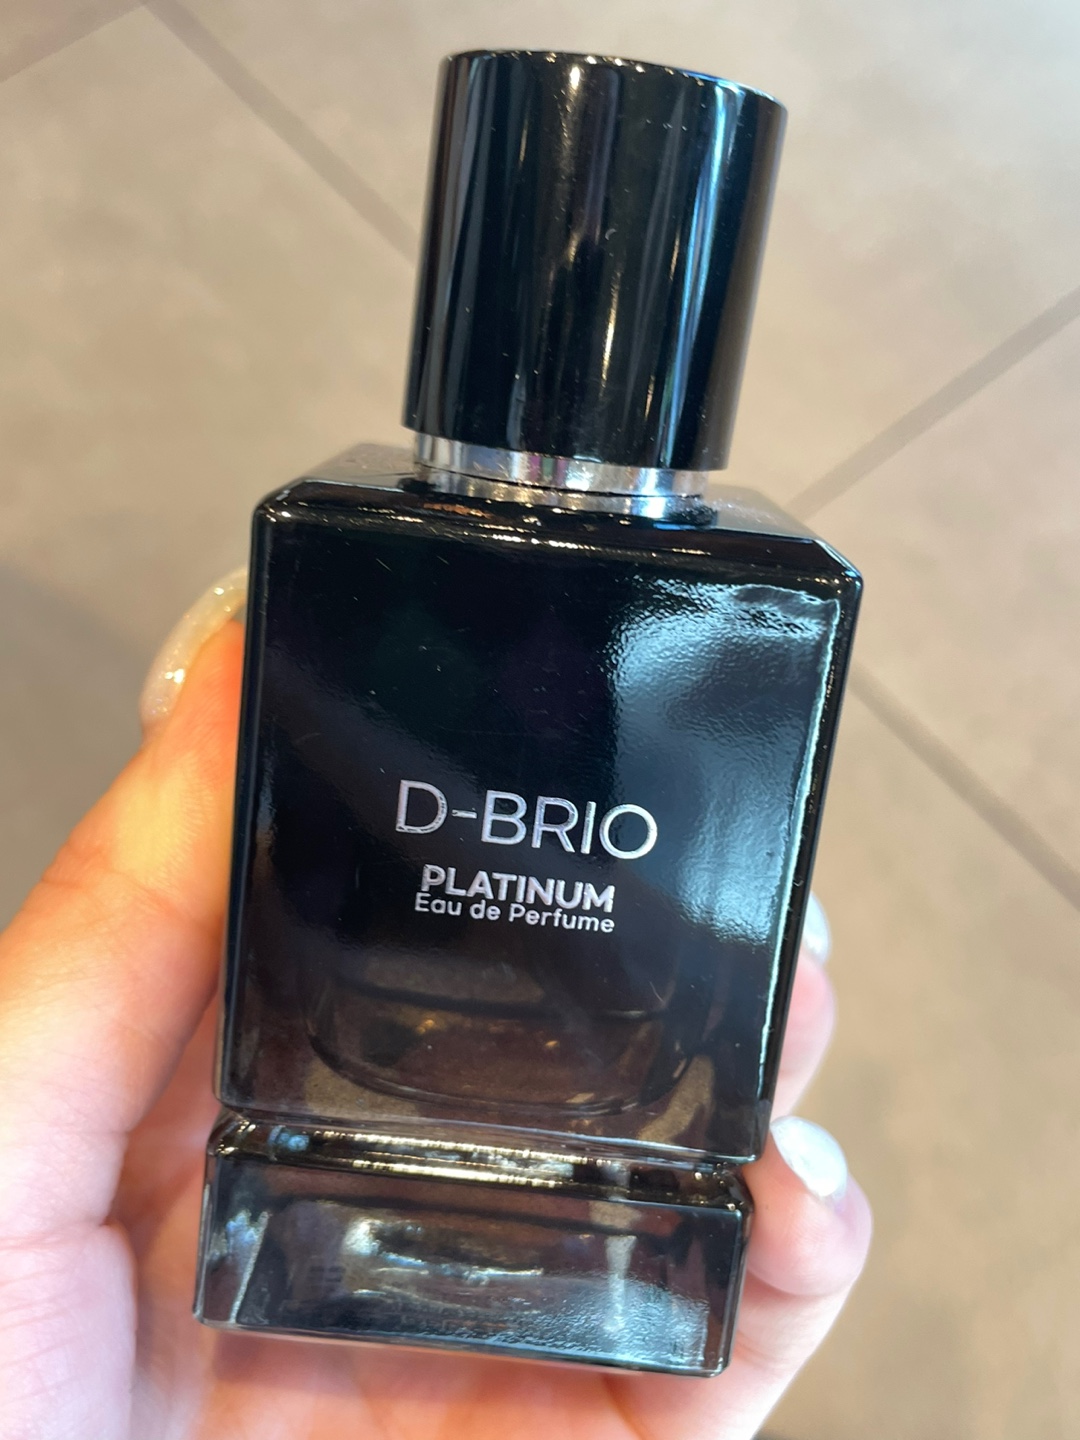 D-BRIO
PLATINUM
Eau de Perfume